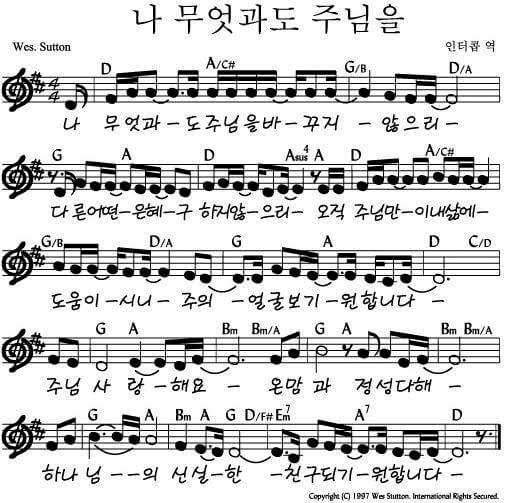 나 무엇과도 주님을
Wes. Sutton 인터콥 역
D A/C# G/B D/A
4 4
나 무엇과 - 도주님을바 - 꾸지 - 않으리 -
G A D Asus4 A D A/C#
다 른어떤 - 은혜 - 구 하지않 - 으리 - 오직 주님만 - 이내삶에 -
G/B D/A G A D C/D
도움이 - 시니 - 주의 - 얼굴보기 - 원합니다 -
G A Bm Bm/A G A Bm Bm/A
주님 사 랑 - 해요 - 온맘 과 정성다해 -
G A Bm A G D/F# Em7 A7 D
하나 님 - - 의 신실 - 한 - 친구되기 - 원합니다 -
Copyright (C) 1997 Wes Stutton. International Rights Secured.